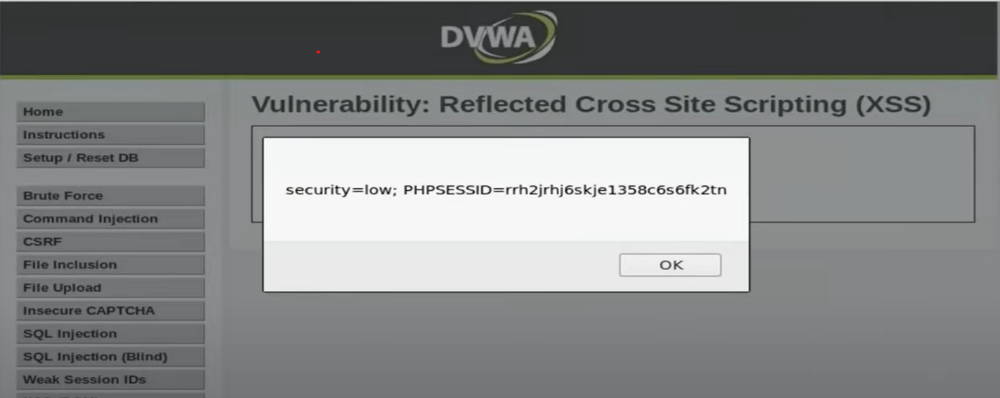 DVWA
Vulnerability: Reflected Cross Site Scripting (XSS)
security=low; PHPSESSID=rrh2jrhj6skje1358c6s6fk2tn
OK
Home
Instructions
Setup / Reset DB
Brute Force
Command Injection
CSRF
File Inclusion
File Upload
Insecure CAPTCHA
SQL Injection
SQL Injection (Blind)
Weak Session IDs